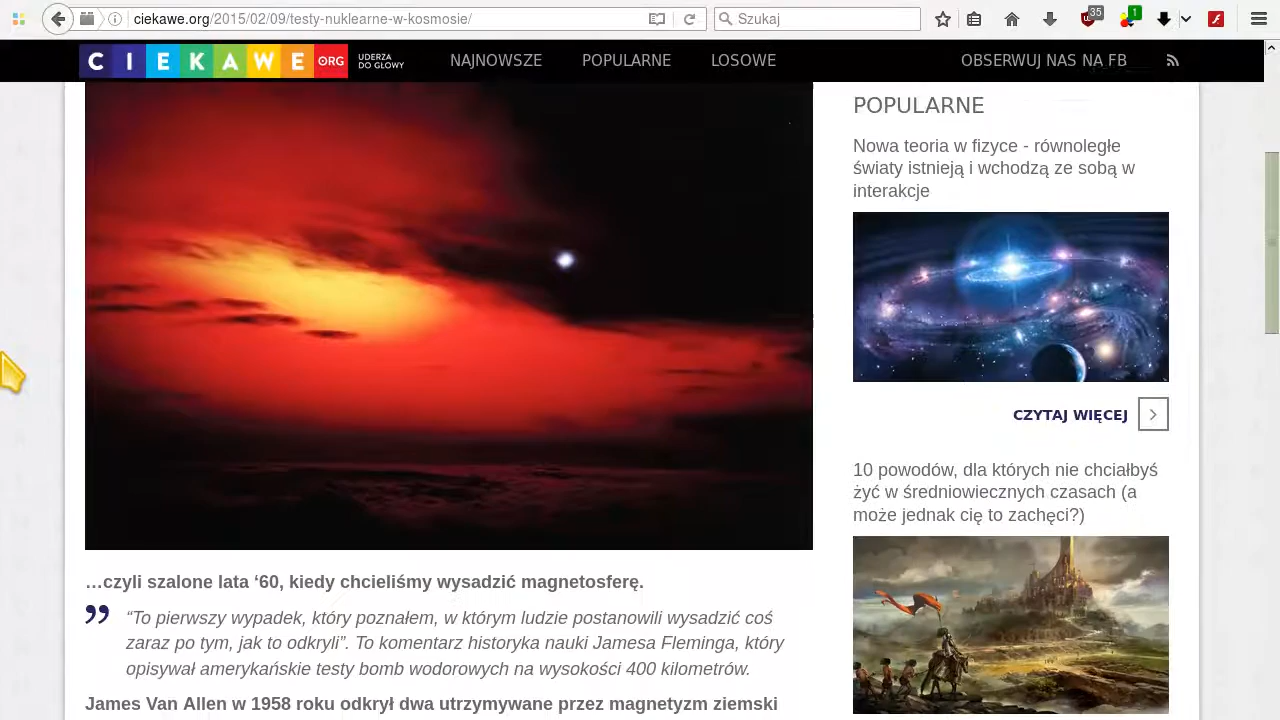 ciekawe.org/2015/02/09/testy-nuklearne-w-kosmosie/
Szukaj
35
1
CIEKAWE ORG
UDERZA
DO GŁOWY
NAJNOWSZE
POPULARNE
LOSOWE
OBSERWUJ NAS NA FB
…czyli szalone lata ‘60, kiedy chcieliśmy wysadzić magnetosferę.
“To pierwszy wypadek, który poznałem, w którym ludzie postanowili wysadzić coś
zaraz po tym, jak to odkryli”. To komentarz historyka nauki Jamesa Fleminga, który
opisywał amerykańskie testy bomb wodorowych na wysokości 400 kilometrów.
James Van Allen w 1958 roku odkrył dwa utrzymywane przez magnetyzm ziemski
POPULARNE
Nowa teoria w fizyce - równoległe
światy istnieją i wchodzą ze sobą w
interakcje
CZYTAJ WIĘCEJ
10 powodów, dla których nie chciałbyś
żyć w średniowiecznych czasach (a
może jednak cię to zachęci?)